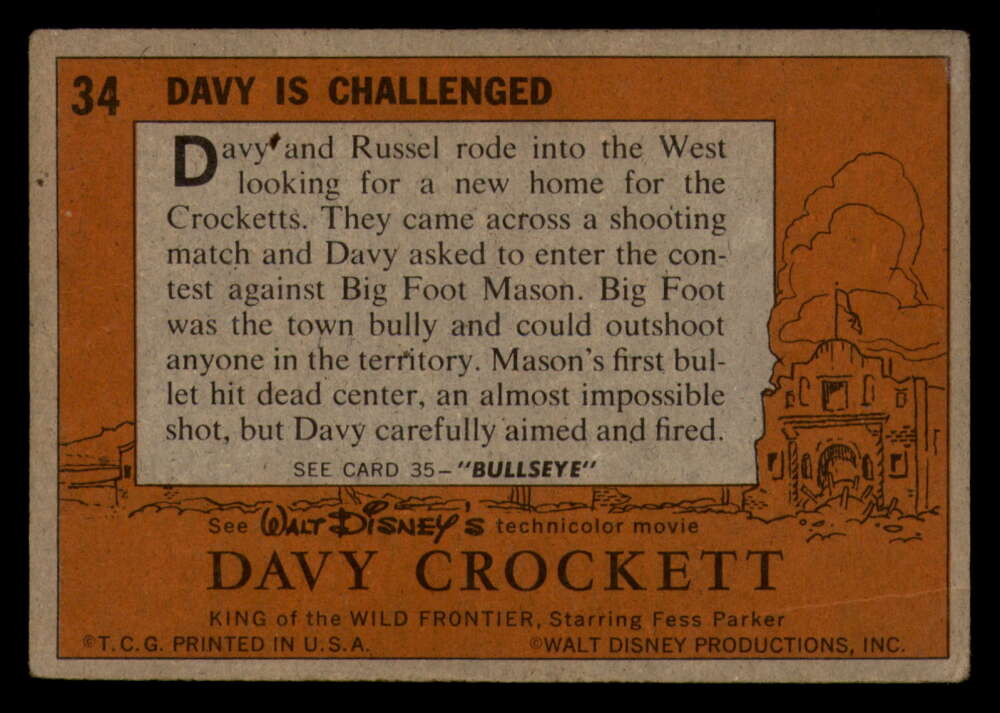 34 DAVY IS CHALLENGED
Davy and Russel rode into the West
looking for a new home for the
Crocketts. They came across a shooting
match and Davy asked to enter the con-
test against Big Foot Mason. Big Foot
was the town bully and could outshoot
anyone in the territory. Mason's first bul-
let hit dead center, an almost impossible
shot, but Davy carefully aimed and fired.
SEE CARD 35–"BULLSEYE"
See WALT DISNEY'S technicolor movie
DAVY CROCKETT
KING of the WILD FRONTIER, Starring Fess Parker
©T.C.G. PRINTED IN U.S.A. ©WALT DISNEY PRODUCTIONS, INC.